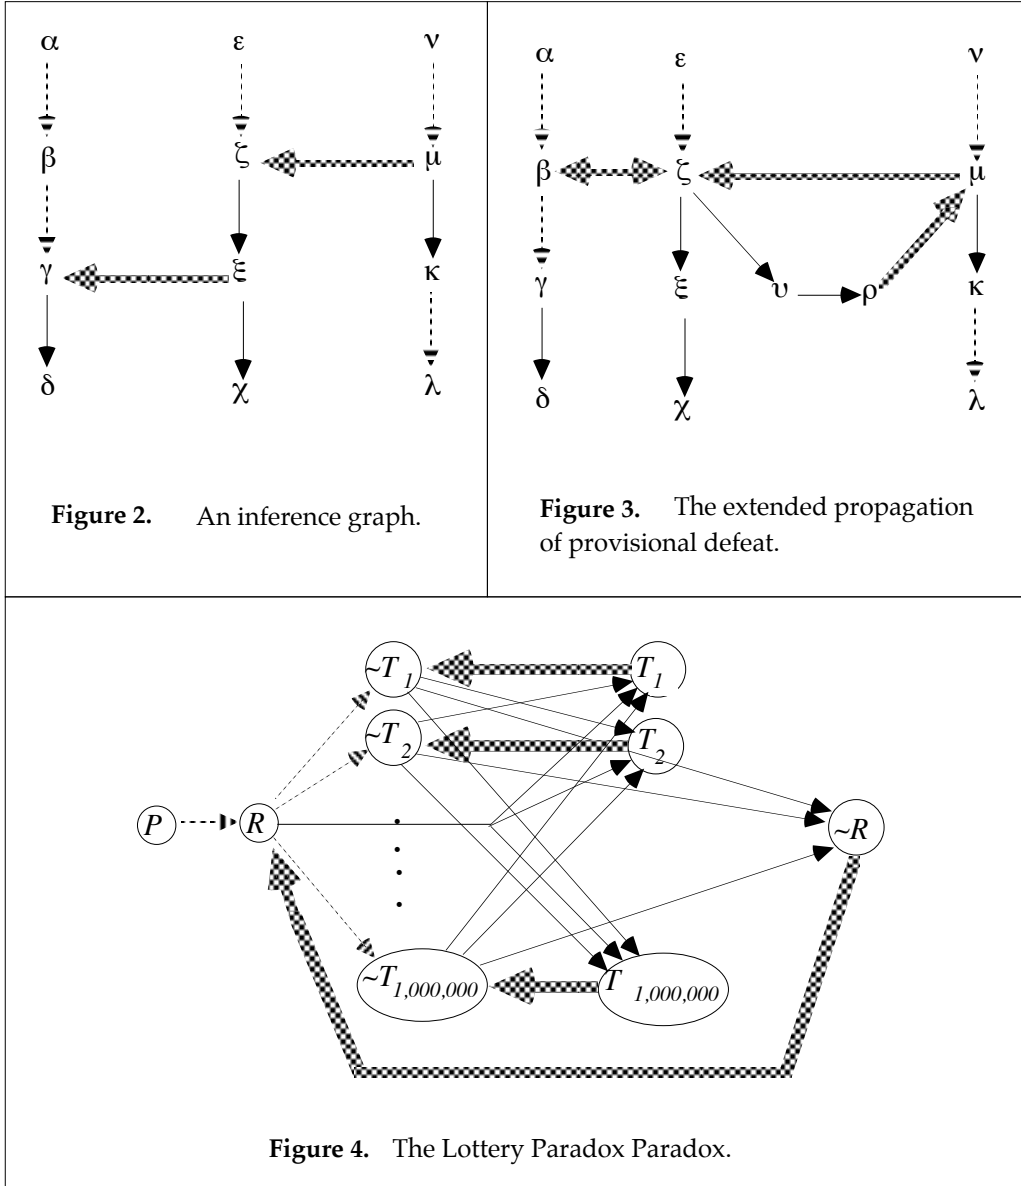 α ε ν
β ζ μ
γ ξ κ
δ χ λ
Figure 2. An inference graph.
α ε ν
β ζ μ
γ ξ υ ρ κ
δ χ λ
Figure 3. The extended propagation
of provisional defeat.
~T1 T1
~T2 T2
P R ~R
~T1,000,000 T 1,000,000
Figure 4. The Lottery Paradox Paradox.